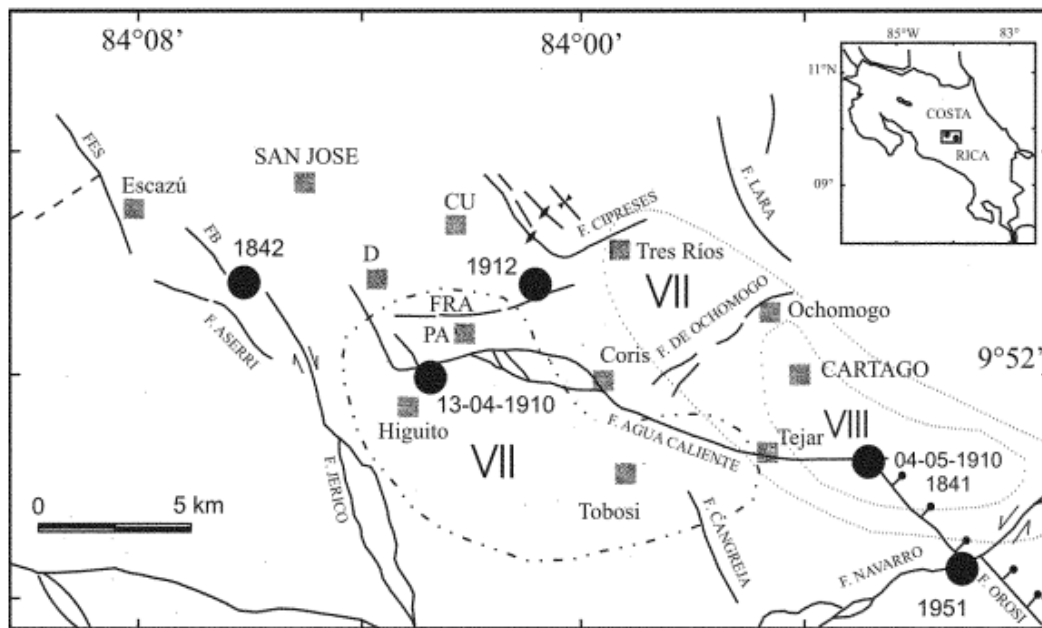 84°08'
84°00'
85°W
83°
11°N
COSTA
RICA
09°
FES
SAN JOSE
Escazú
CU
F. CIPRESES
F. LARA
FB
1842
D
1912
Tres Ríos
VII
FRA
F. DE OCHOMOGO
Ochomogo
F. ASERRI
PA
Coris
CARTAGO
9°52'
13-04-1910
Higuito
VII
F. AGUA CALIENTE
Tejar
VIII
04-05-1910
1841
F. JERICO
Tobosi
F. CANGREJA
0
5 km
F. NAVARRO
F. OROSI
1951